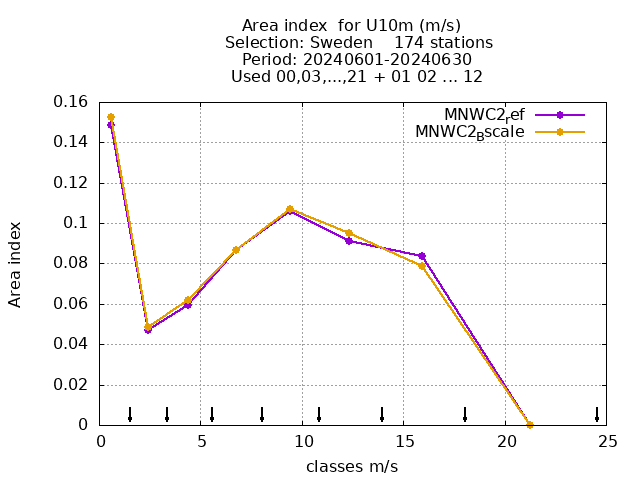 Area index  for U10m (m/s)
Selection: Sweden    174 stations
Period: 20240601-20240630
Used 00,03,...,21 + 01 02 ... 12
MNWC2ref
MNWC2Bscale
0.16
0.14
0.12
0.1
0.08
0.06
0.04
0.02
0
Area index
0 5 10 15 20 25
classes m/s